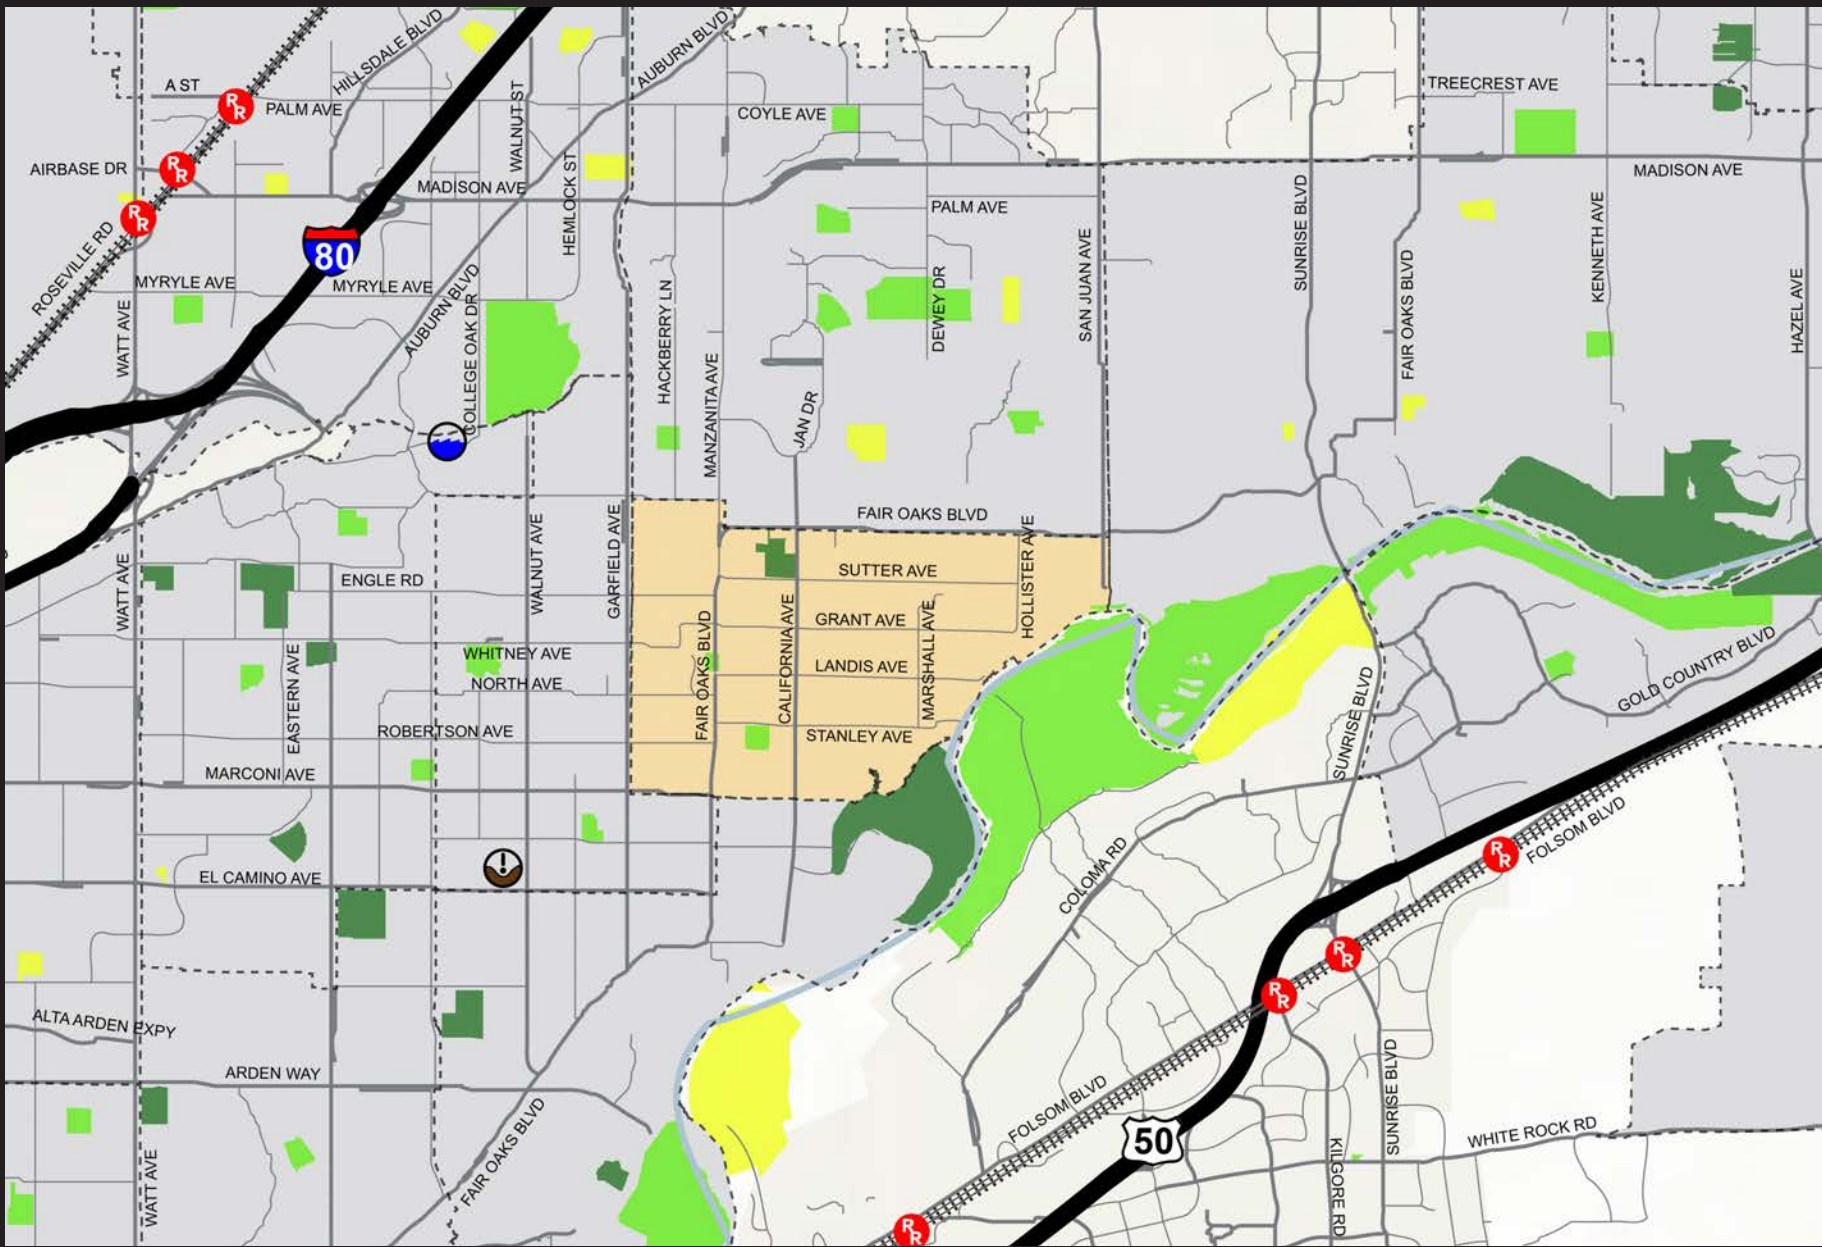 HILLSDALE BLVD
AUBURN BLVD
A ST
R
R
PALM AVE
WALNUT ST
COYLE AVE
TREECREST AVE
AIRBASE DR
R
R
MADISON AVE
HEMLOCK ST
MADISON AVE
R
R
PALM AVE
SUNRISE BLVD
KENNETH AVE
ROSEVILLE RD
80
MYRYLE AVE
MYRYLE AVE
AUBURN BLVD
COLLEGE OAK DR
HACKBERRY LN
DEWEY DR
SAN JUAN AVE
FAIR OAKS BLVD
HAZEL AVE
WATT AVE
MANZANITA AVE
JAN DR
FAIR OAKS BLVD
WALNUT AVE
GARFIELD AVE
HOLLISTER AVE
WATT AVE
ENGLE RD
SUTTER AVE
GRANT AVE
CALIFORNIA AVE
MARSHALL AVE
FAIR OAKS BLVD
EASTERN AVE
WHITNEY AVE
LANDIS AVE
NORTH AVE
ROBERTSON AVE
STANLEY AVE
SUNRISE BLVD
GOLD COUNTRY BLVD
MARCONI AVE
FOLSOM BLVD
R
R
EL CAMINO AVE
!
COLOMA RD
R
R
R
R
ALTA ARDEN EXPY
ARDEN WAY
FAIR OAKS BLVD
FOLSOM BLVD
50
SUNRISE BLVD
WHITE ROCK RD
KILGORE RD
WATT AVE
R
R